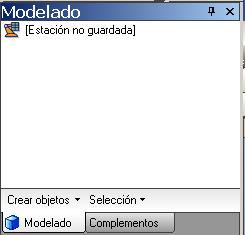 Modelado
[Estación no guardada]
Crear objetos Selección
Modelado Complementos